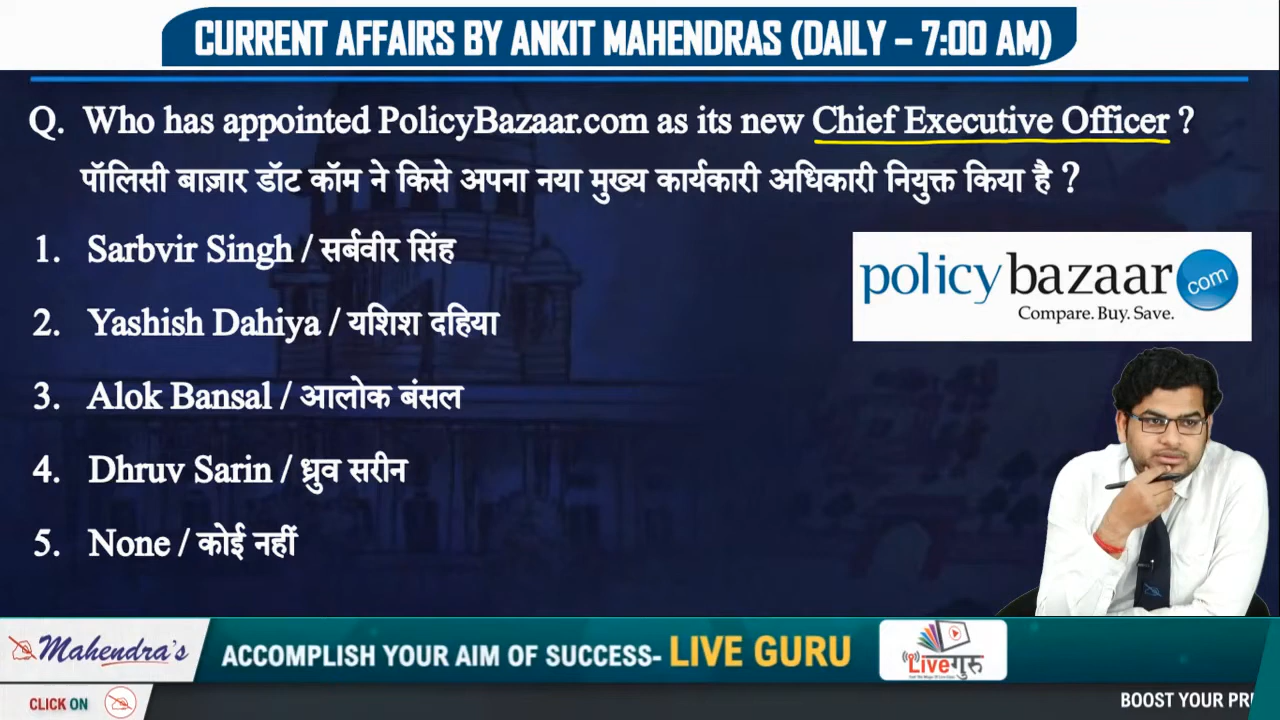 CURRENT AFFAIRS BY ANKIT MAHENDRAS (DAILY – 7:00 AM)
Q. Who has appointed PolicyBazaar.com as its new Chief Executive Officer ?
पॉलिसी बाज़ार डॉट कॉम ने किसे अपना नया मुख्य कार्यकारी अधिकारी नियुक्त किया है ?
1. Sarbvir Singh / सर्बवीर सिंह
2. Yashish Dahiya / यशिश दहिया
3. Alok Bansal / आलोक बंसल
4. Dhruv Sarin / ध्रुव सरीन
5. None / कोई नहीं
policybazaar.com
Compare. Buy. Save.
Mahendra's
ACCOMPLISH YOUR AIM OF SUCCESS- LIVE GURU
Liveगुरु
CLICK ON
BOOST YOUR PR